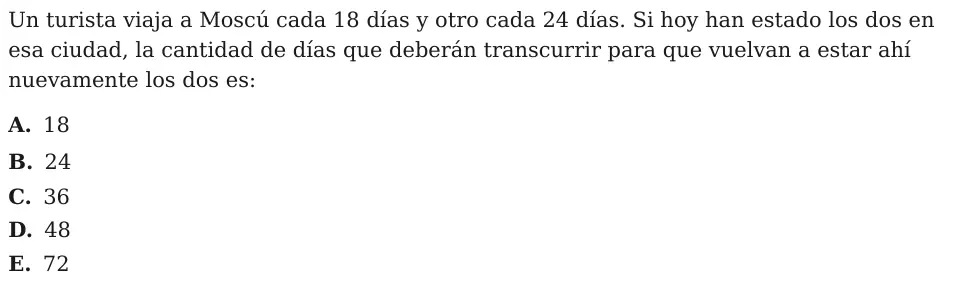 Un turista viaja a Moscú cada 18 días y otro cada 24 días. Si hoy han estado los dos en
esa ciudad, la cantidad de días que deberán transcurrir para que vuelvan a estar ahí
nuevamente los dos es:
A. 18
B. 24
C. 36
D. 48
E. 72